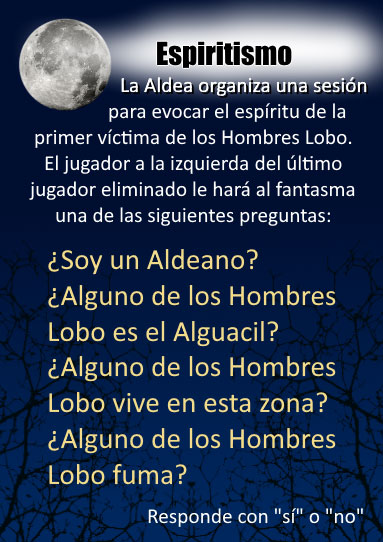 Espiritismo
La Aldea organiza una sesión
para evocar el espíritu de la
primer víctima de los Hombres Lobo.
El jugador a la izquierda del último
jugador eliminado le hará al fantasma
una de las siguientes preguntas:
¿Soy un Aldeano?
¿Alguno de los Hombres
Lobo es el Alguacil?
¿Alguno de los Hombres
Lobo vive en esta zona?
¿Alguno de los Hombres
Lobo fuma?
Responde con "sí" o "no"